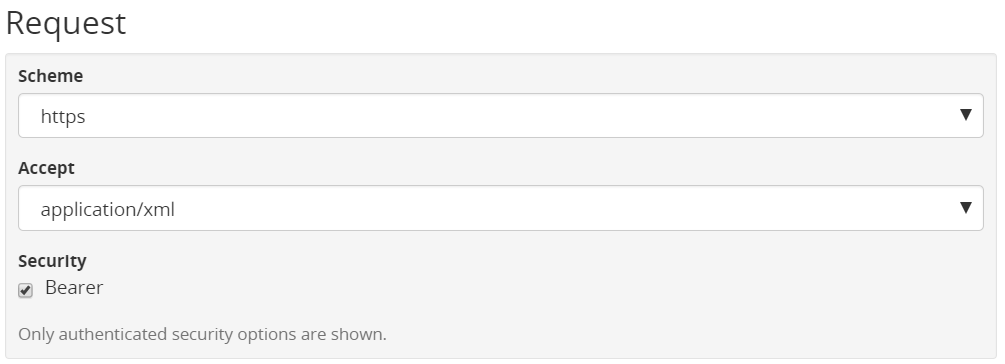 Request
Scheme
https
Accept
application/xml
Security
Bearer
Only authenticated security options are shown.